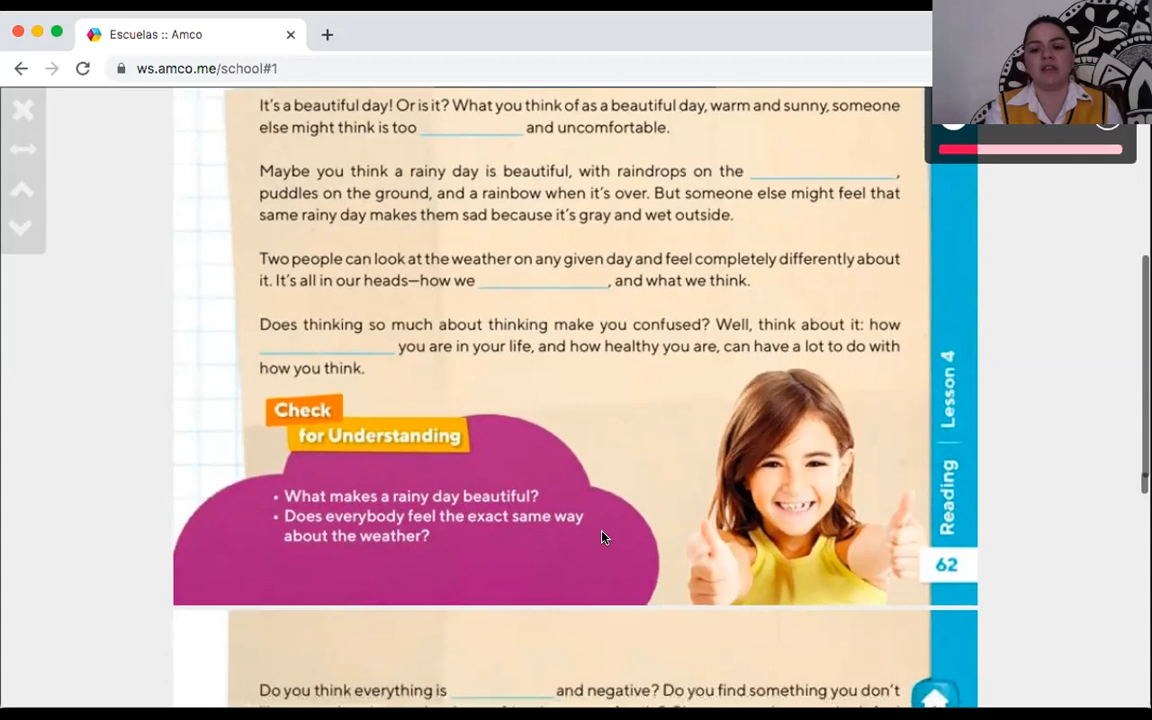 Escuelas :: Amco
ws.amco.me/school#1
It's a beautiful day! Or is it? What you think of as a beautiful day, warm and sunny, someone
else might think is too __________ and uncomfortable.
Maybe you think a rainy day is beautiful, with raindrops on the __________,
puddles on the ground, and a rainbow when it's over. But someone else might feel that
same rainy day makes them sad because it's gray and wet outside.
Two people can look at the weather on any given day and feel completely differently about
it. It's all in our heads—how we __________, and what we think.
Does thinking so much about thinking make you confused? Well, think about it: how
__________ you are in your life, and how healthy you are, can have a lot to do with
how you think.
Check
for Understanding
• What makes a rainy day beautiful?
• Does everybody feel the exact same way
about the weather?
Reading | Lesson 4
62
Do you think everything is __________ and negative? Do you find something you don't